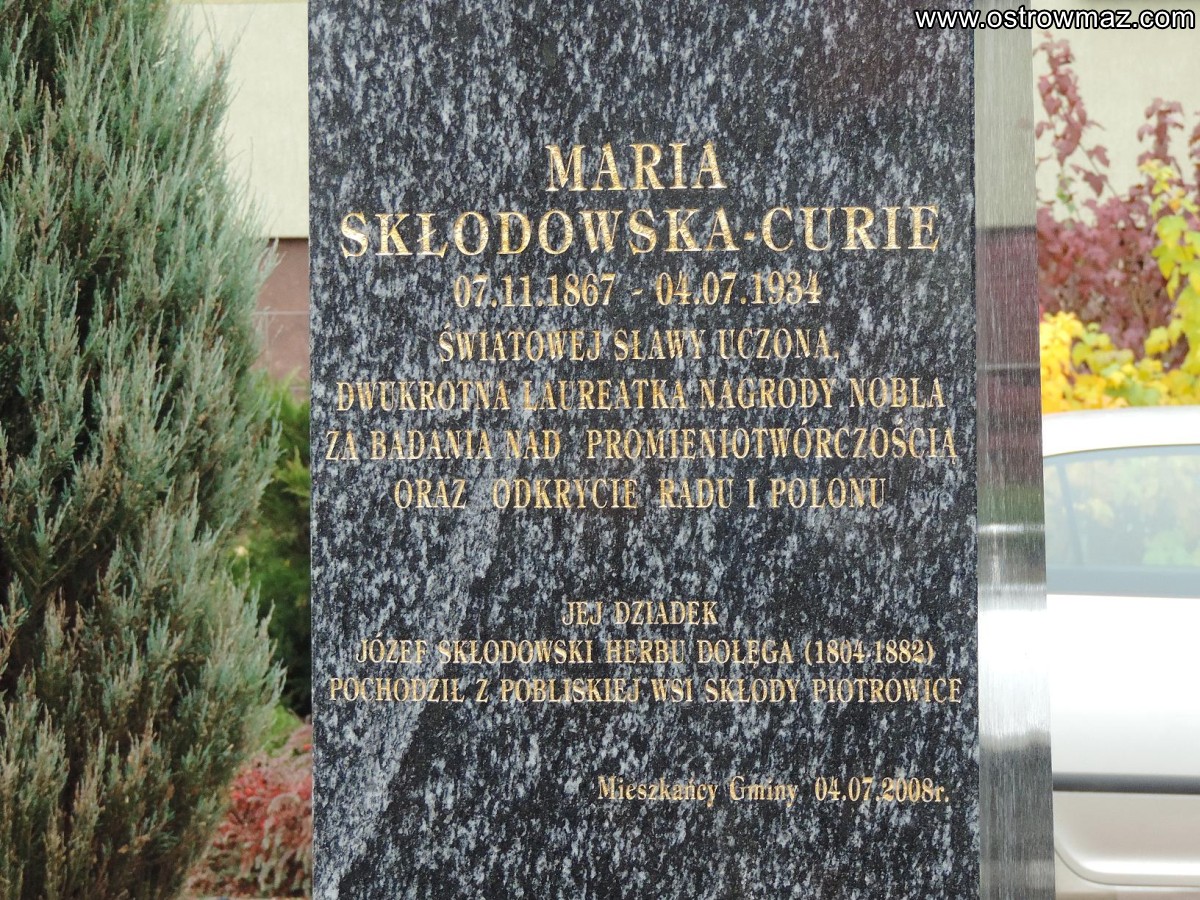 www.ostrowmaz.com
MARIA
SKŁODOWSKA-CURIE
07.11.1867 - 04.07.1934
ŚWIATOWEJ SŁAWY UCZONA,
DWUKROTNA LAUREATKA NAGRODY NOBLA
ZA BADANIA NAD PROMIENIOTWÓRCZOŚCIĄ
ORAZ ODKRYCIE RADU I POLONU
JEJ DZIADEK
JÓZEF SKŁODOWSKI HERBU DOŁĘGA (1804-1882)
POCHODZIŁ Z POBLISKIEJ WSI SKŁODY PIOTROWICE
Mieszkańcy Gminy 04.07.2008r.